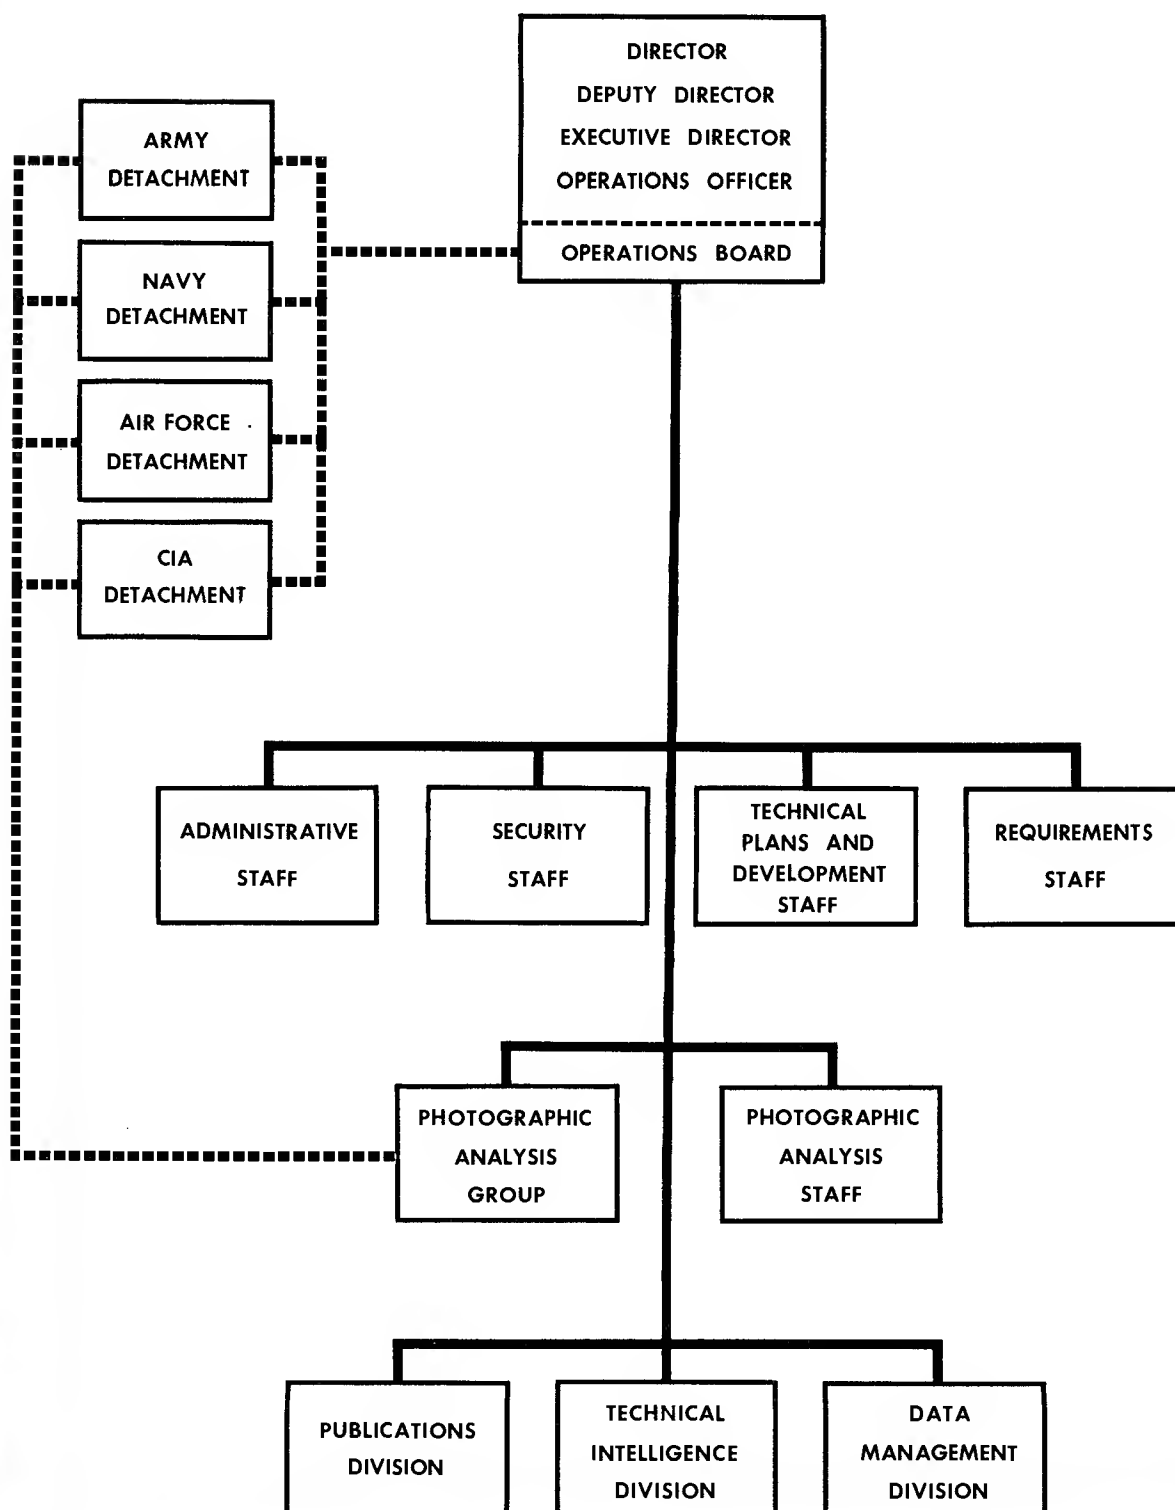 DIRECTOR
DEPUTY DIRECTOR
EXECUTIVE DIRECTOR
OPERATIONS OFFICER
OPERATIONS BOARD
ARMY
DETACHMENT
NAVY
DETACHMENT
AIR FORCE
DETACHMENT
CIA
DETACHMENT
ADMINISTRATIVE
STAFF
SECURITY
STAFF
TECHNICAL
PLANS AND
DEVELOPMENT
STAFF
REQUIREMENTS
STAFF
PHOTOGRAPHIC
ANALYSIS
GROUP
PHOTOGRAPHIC
ANALYSIS
STAFF
PUBLICATIONS
DIVISION
TECHNICAL
INTELLIGENCE
DIVISION
DATA
MANAGEMENT
DIVISION